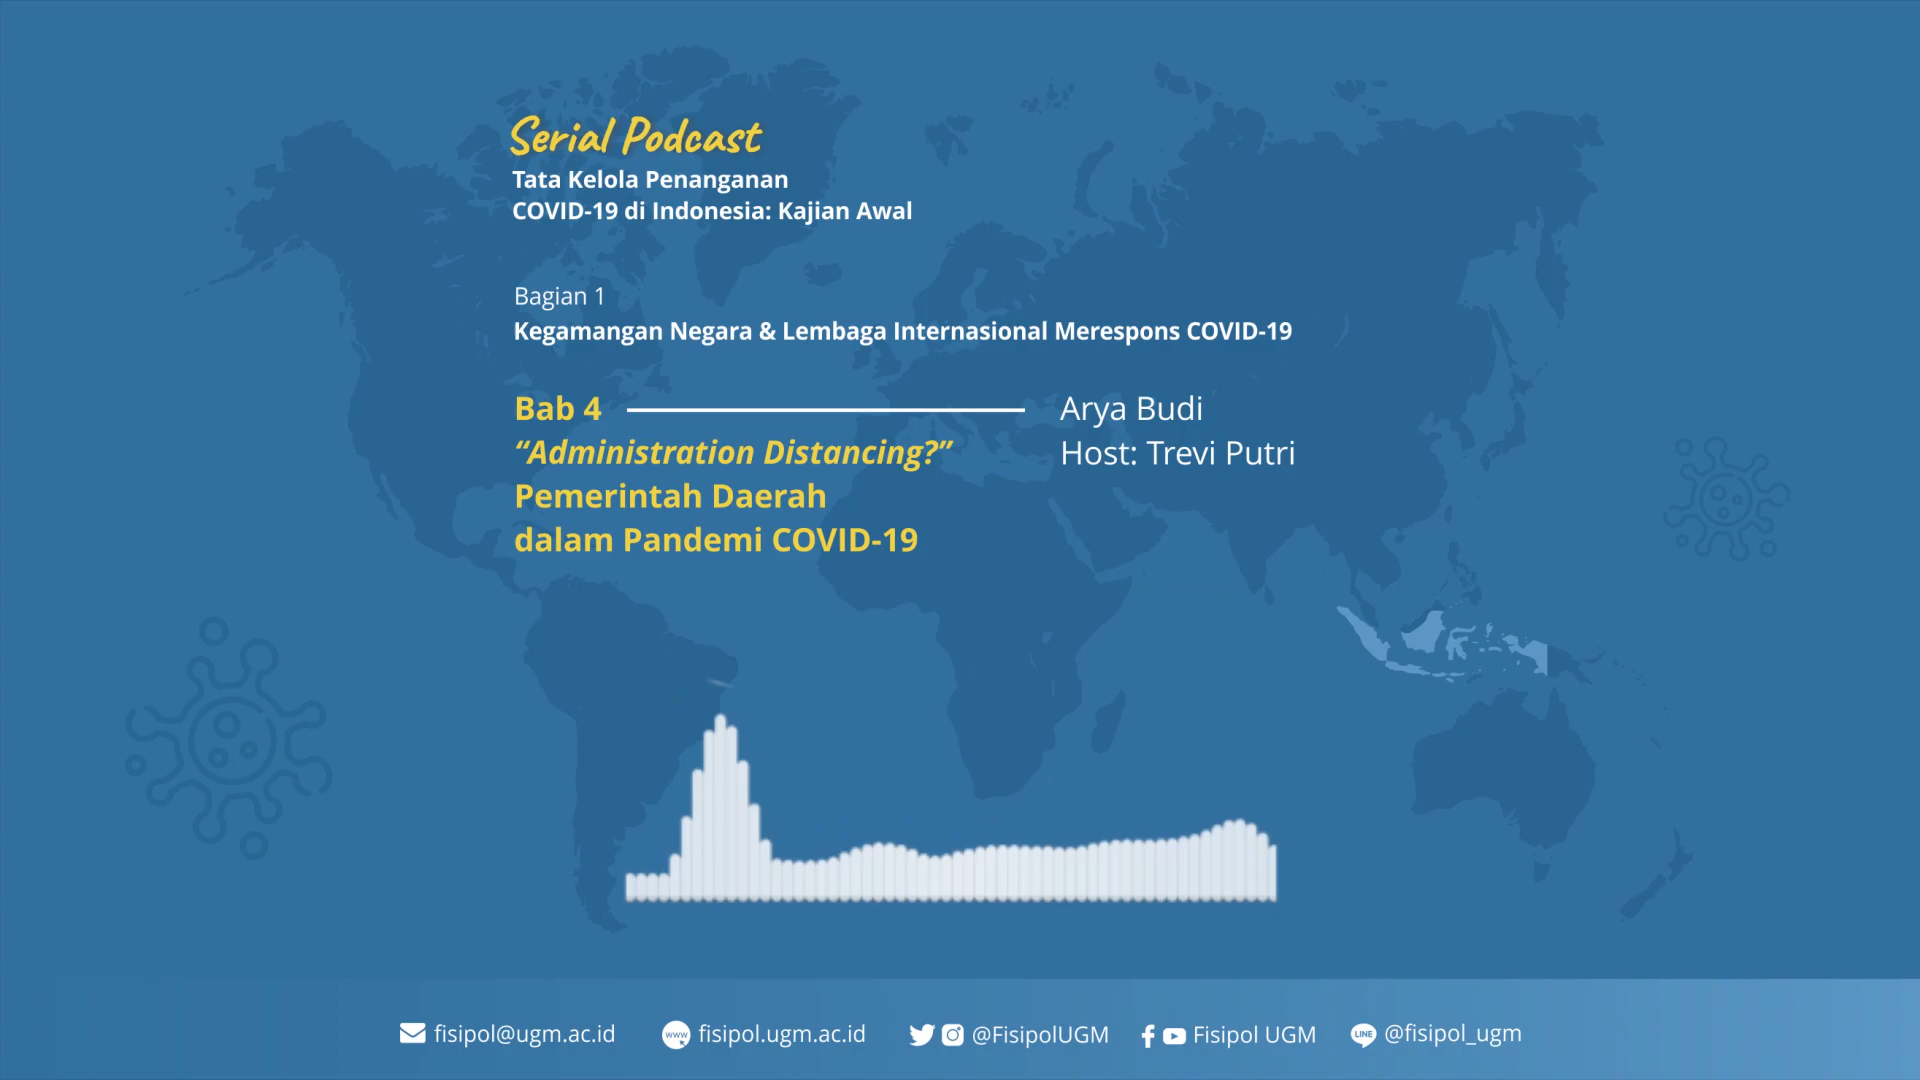 Serial Podcast
Tata Kelola Penanganan
COVID-19 di Indonesia: Kajian Awal
Bagian 1
Kegamangan Negara & Lembaga Internasional Merespons COVID-19
Bab 4
“Administration Distancing?”
Pemerintah Daerah
dalam Pandemi COVID-19
Arya Budi
Host: Trevi Putri
fisipol@ugm.ac.id
www
fisipol.ugm.ac.id
@FisipolUGM
Fisipol UGM
LINE
@fisipol_ugm